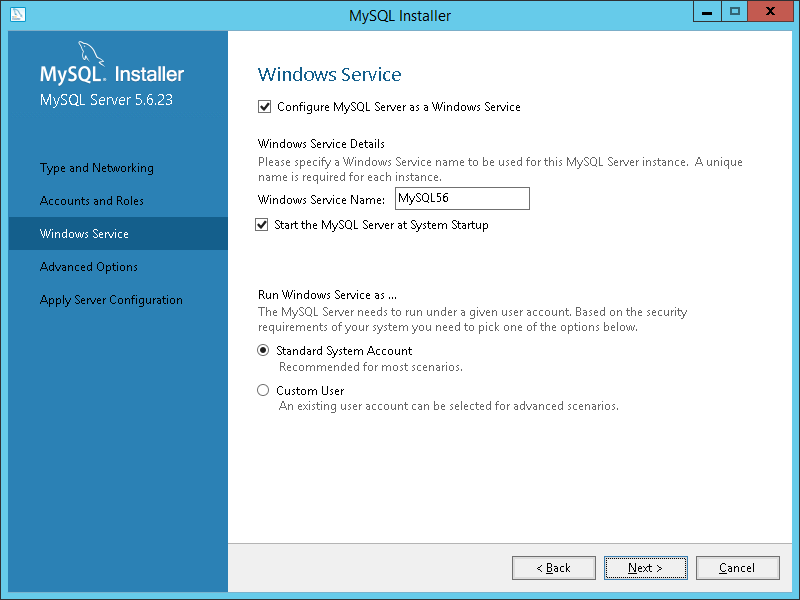 MySQL Installer
MySQL. Installer
MySQL Server 5.6.23
Type and Networking
Accounts and Roles
Windows Service
Advanced Options
Apply Server Configuration
Windows Service
Configure MySQL Server as a Windows Service
Windows Service Details
Please specify a Windows Service name to be used for this MySQL Server instance. A unique
name is required for each instance.
Windows Service Name: MySQL56
Start the MySQL Server at System Startup
Run Windows Service as ...
The MySQL Server needs to run under a given user account. Based on the security
requirements of your system you need to pick one of the options below.
Standard System Account
Recommended for most scenarios.
Custom User
An existing user account can be selected for advanced scenarios.
< Back Next > Cancel